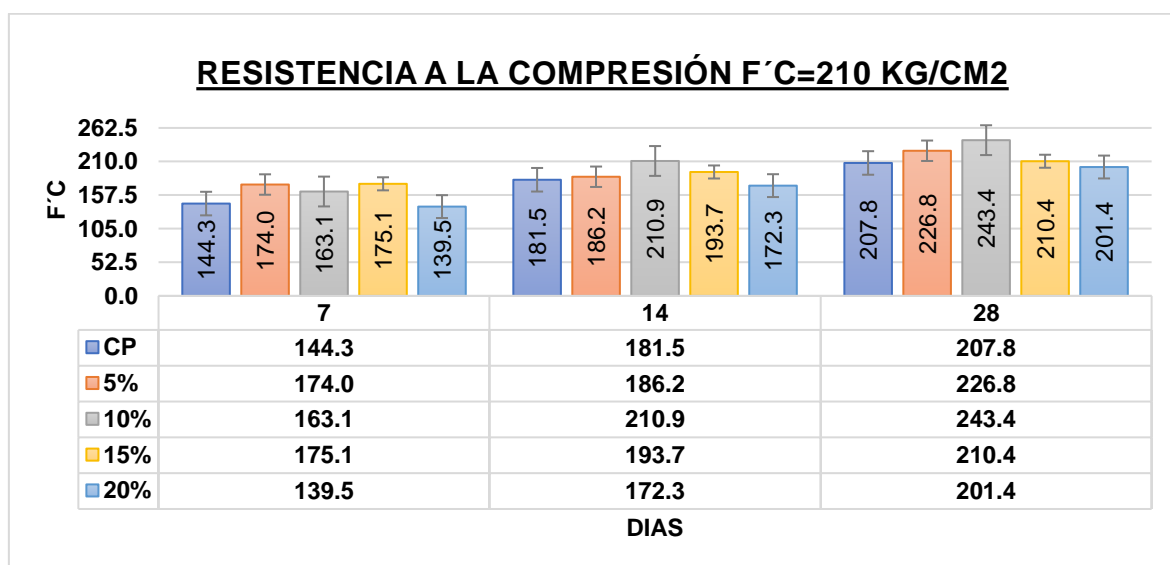 RESISTENCIA A LA COMPRESIÓN F´C=210 KG/CM2
262.5
210.0
157.5
105.0
52.5
0.0
F´C
144.3 174.0 163.1 175.1 139.5 181.5 186.2 210.9 193.7 172.3 207.8 226.8 243.4 210.4 201.4
7 14 28
CP 144.3 181.5 207.8
5% 174.0 186.2 226.8
10% 163.1 210.9 243.4
15% 175.1 193.7 210.4
20% 139.5 172.3 201.4
DIAS